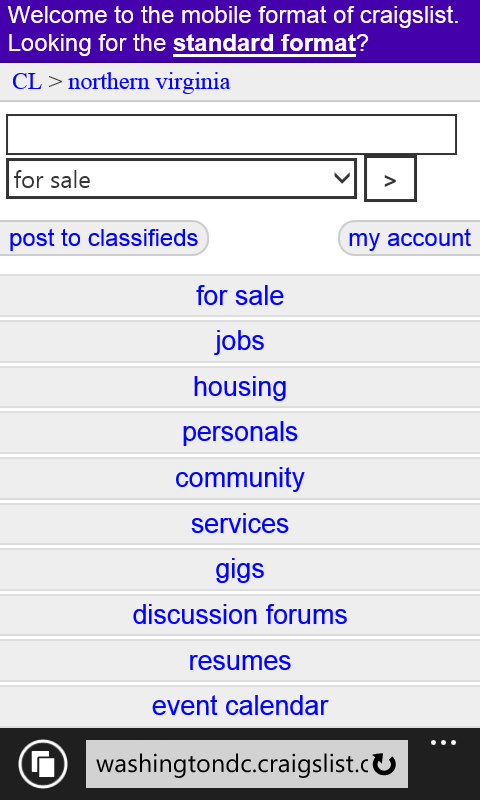 Welcome to the mobile format of craigslist.
Looking for the standard format?
CL > northern virginia
for sale
>
post to classifieds
my account
for sale
jobs
housing
personals
community
services
gigs
discussion forums
resumes
event calendar
washingtondc.craigslist.c